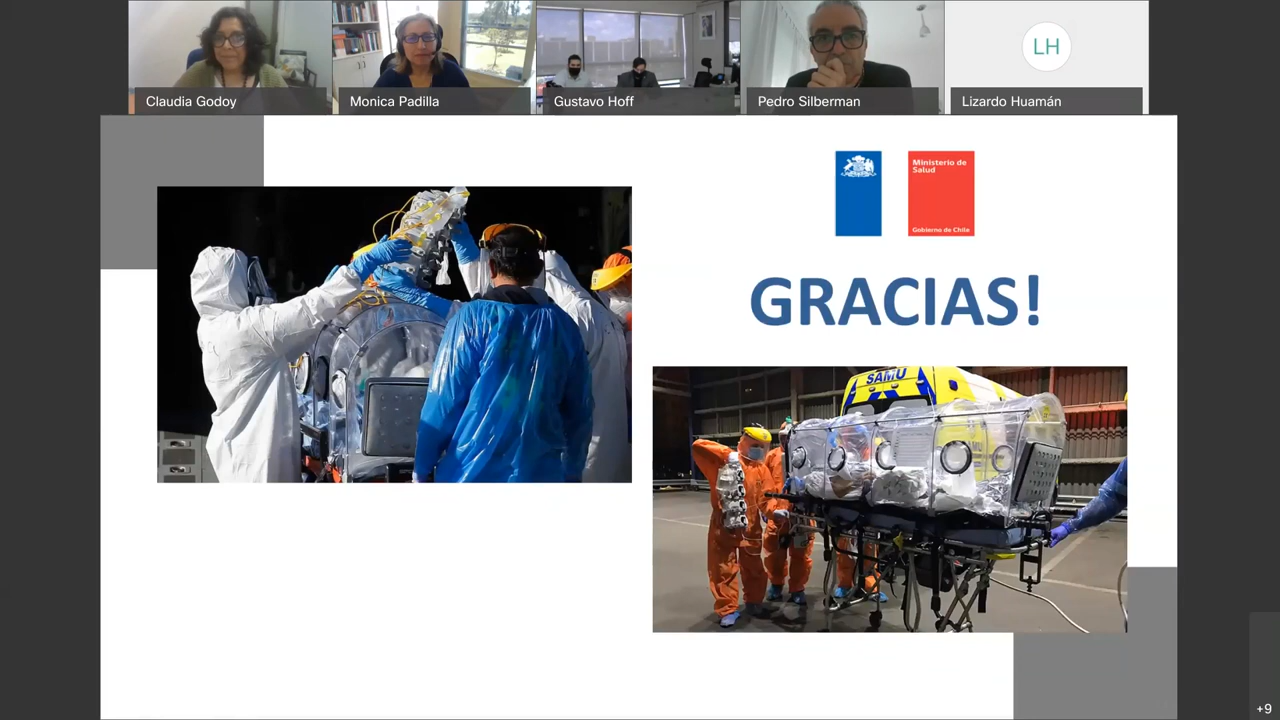 LH
Claudia Godoy
Monica Padilla
Gustavo Hoff
Pedro Silberman
Lizardo Huamán
Ministerio de
Salud
Gobierno de Chile
GRACIAS!
SAMU
+9